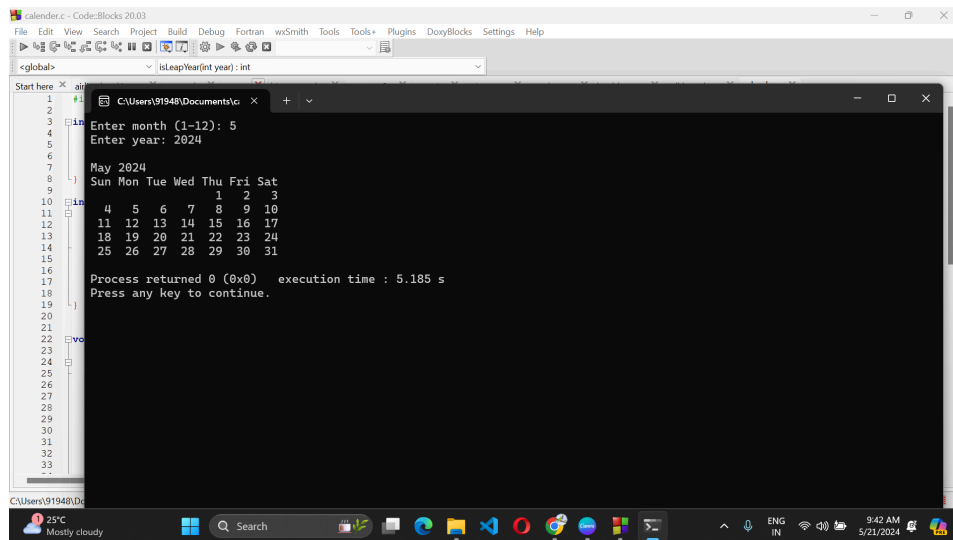 calender.c - Code::Blocks 20.03
File Edit View Search Project Build Debug Fortran wxSmith Tools Tools+ Plugins DoxyBlocks Settings Help
<global> isLeapYear(int year) : int
Start here
C:\Users\91948\Documents\c
1 #i
2
3 in
4
5
6
7
8 }
9
10 in
11
12
13
14
15
16
17
18
19 }
20
21
22 vo
23
24
25
26
27
28
29
30
31
32
33
Enter month (1-12): 5
Enter year: 2024
May 2024
Sun Mon Tue Wed Thu Fri Sat
1 2 3
4 5 6 7 8 9 10
11 12 13 14 15 16 17
18 19 20 21 22 23 24
25 26 27 28 29 30 31
Process returned 0 (0x0) execution time : 5.185 s
Press any key to continue.
C:\Users\91948\Do
1 25°C
Mostly cloudy
Search
ENG
IN
9:42 AM
5/21/2024